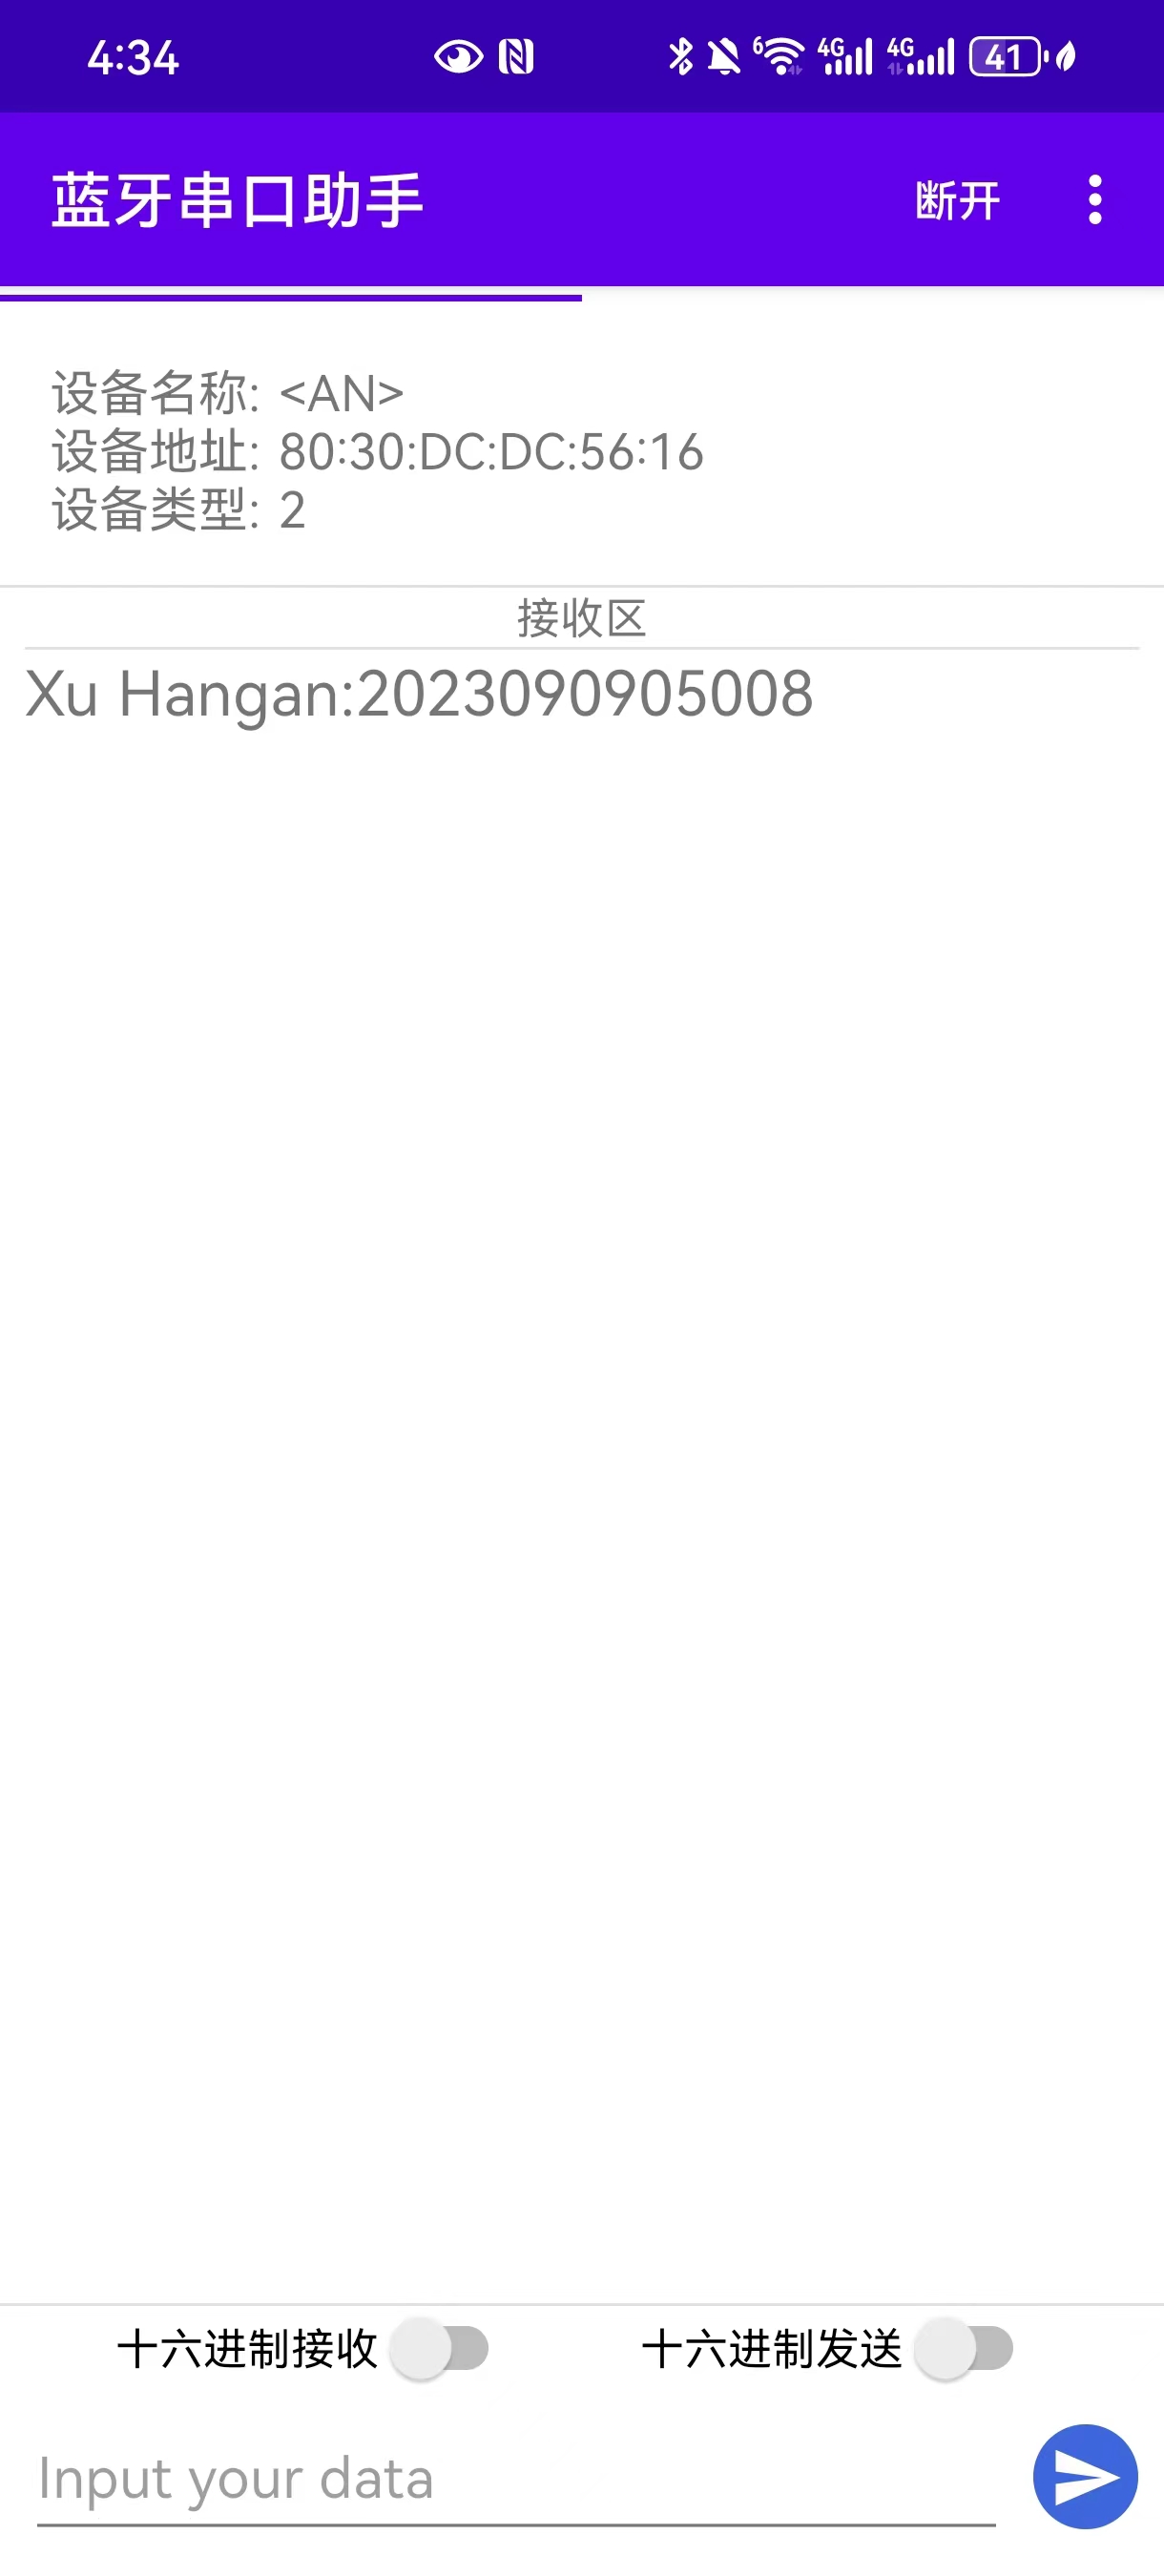 4:34
6
4G
4G
41
蓝牙串口助手
断开
设备名称: <AN>
设备地址: 80:30:DC:DC:56:16
设备类型: 2
接收区
Xu Hangan:2023090905008
十六进制接收
十六进制发送
Input your data